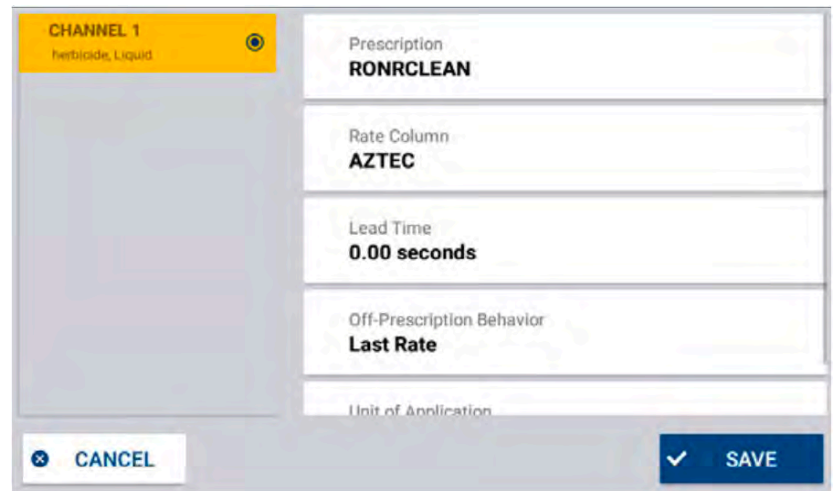 CHANNEL 1
herbicide, Liquid
Prescription
RONRCLEAN
Rate Column
AZTEC
Lead Time
0.00 seconds
Off-Prescription Behavior
Last Rate
Unit of Application
CANCEL
SAVE